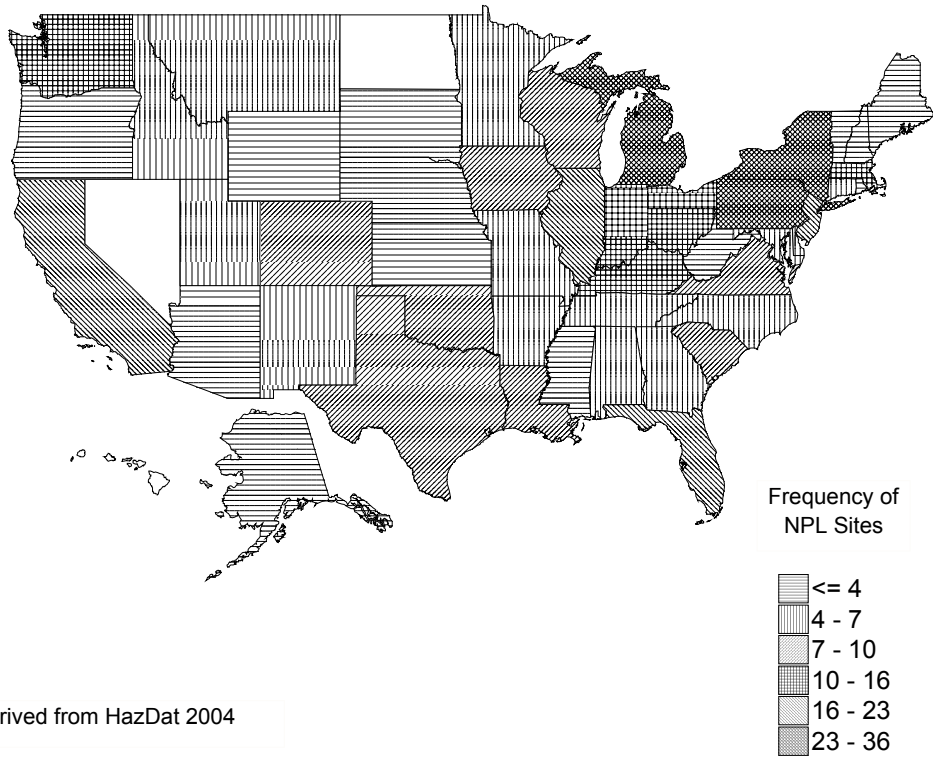 Frequency of
NPL Sites
<= 4
4 - 7
7 - 10
10 - 16
16 - 23
23 - 36
rived from HazDat 2004